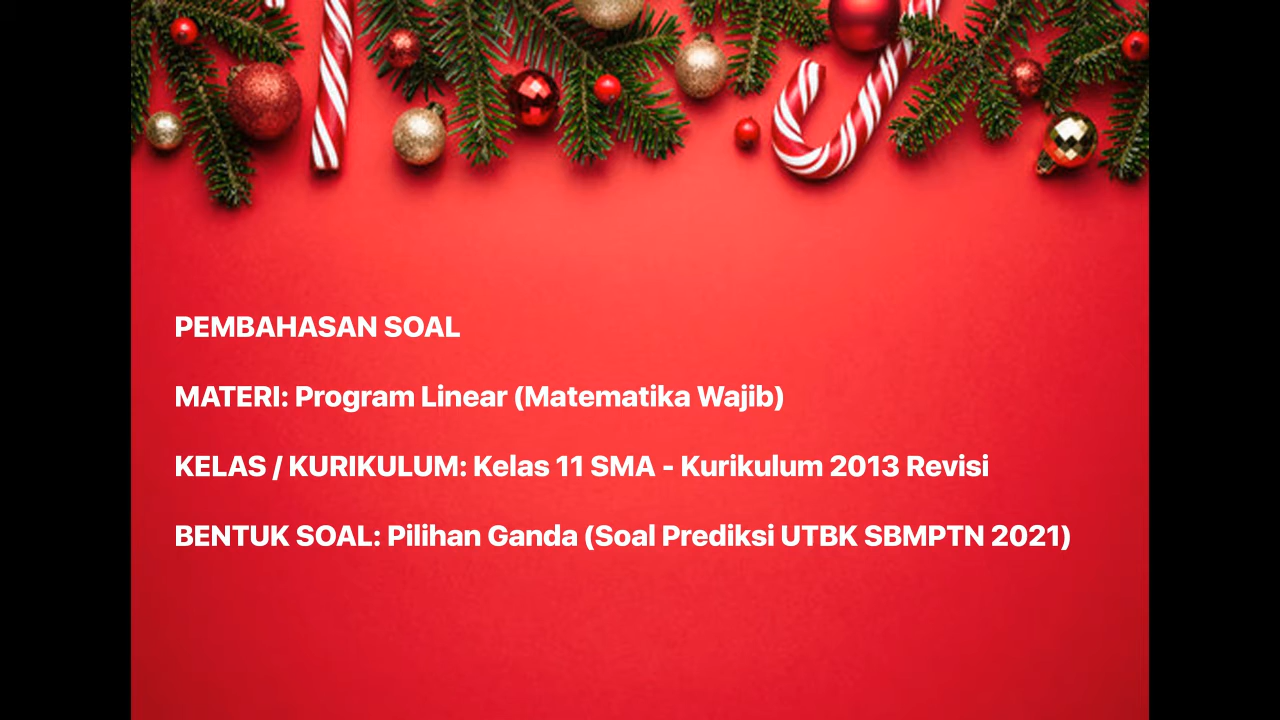 PEMBAHASAN SOAL
MATERI: Program Linear (Matematika Wajib)
KELAS / KURIKULUM: Kelas 11 SMA - Kurikulum 2013 Revisi
BENTUK SOAL: Pilihan Ganda (Soal Prediksi UTBK SBMPTN 2021)